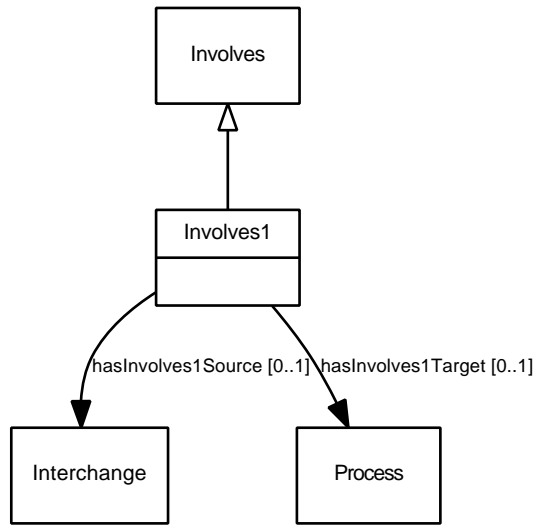 Involves
Involves1
hasInvolves1Source [0..1]
hasInvolves1Target [0..1]
Interchange
Process